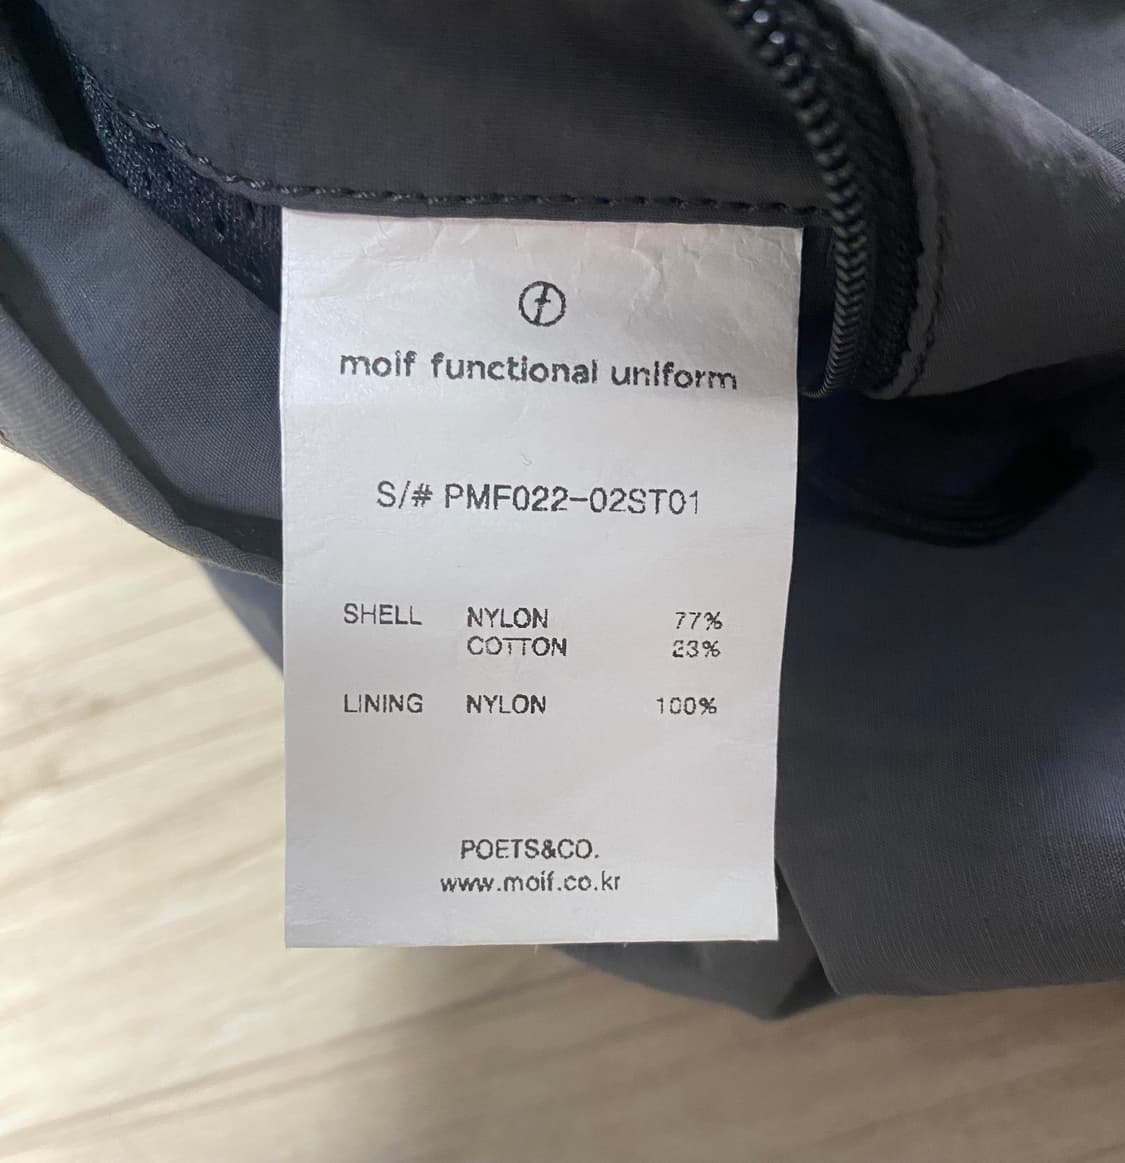 moif functional uniform
S/# PMF022-02ST01
SHELL NYLON 77%
COTTON 23%
LINING NYLON 100%
POETS&CO.
www.moif.co.kr